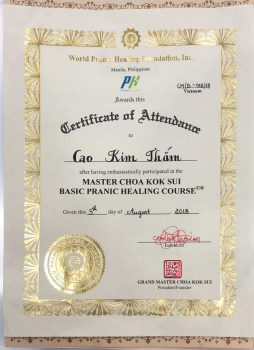 World Pranic Healing Foundation, Inc.
Manila, Philippines
PH
Vietnam
Awards this
Certificate of Attendance
to
Cao Kim Thắm
after having enthusiastically participated in the
MASTER CHOA KOK SUI
BASIC PRANIC HEALING COURSE©®
Given this 5th day of August 2018
GRAND MASTER CHOA KOK SUI
President/Founder